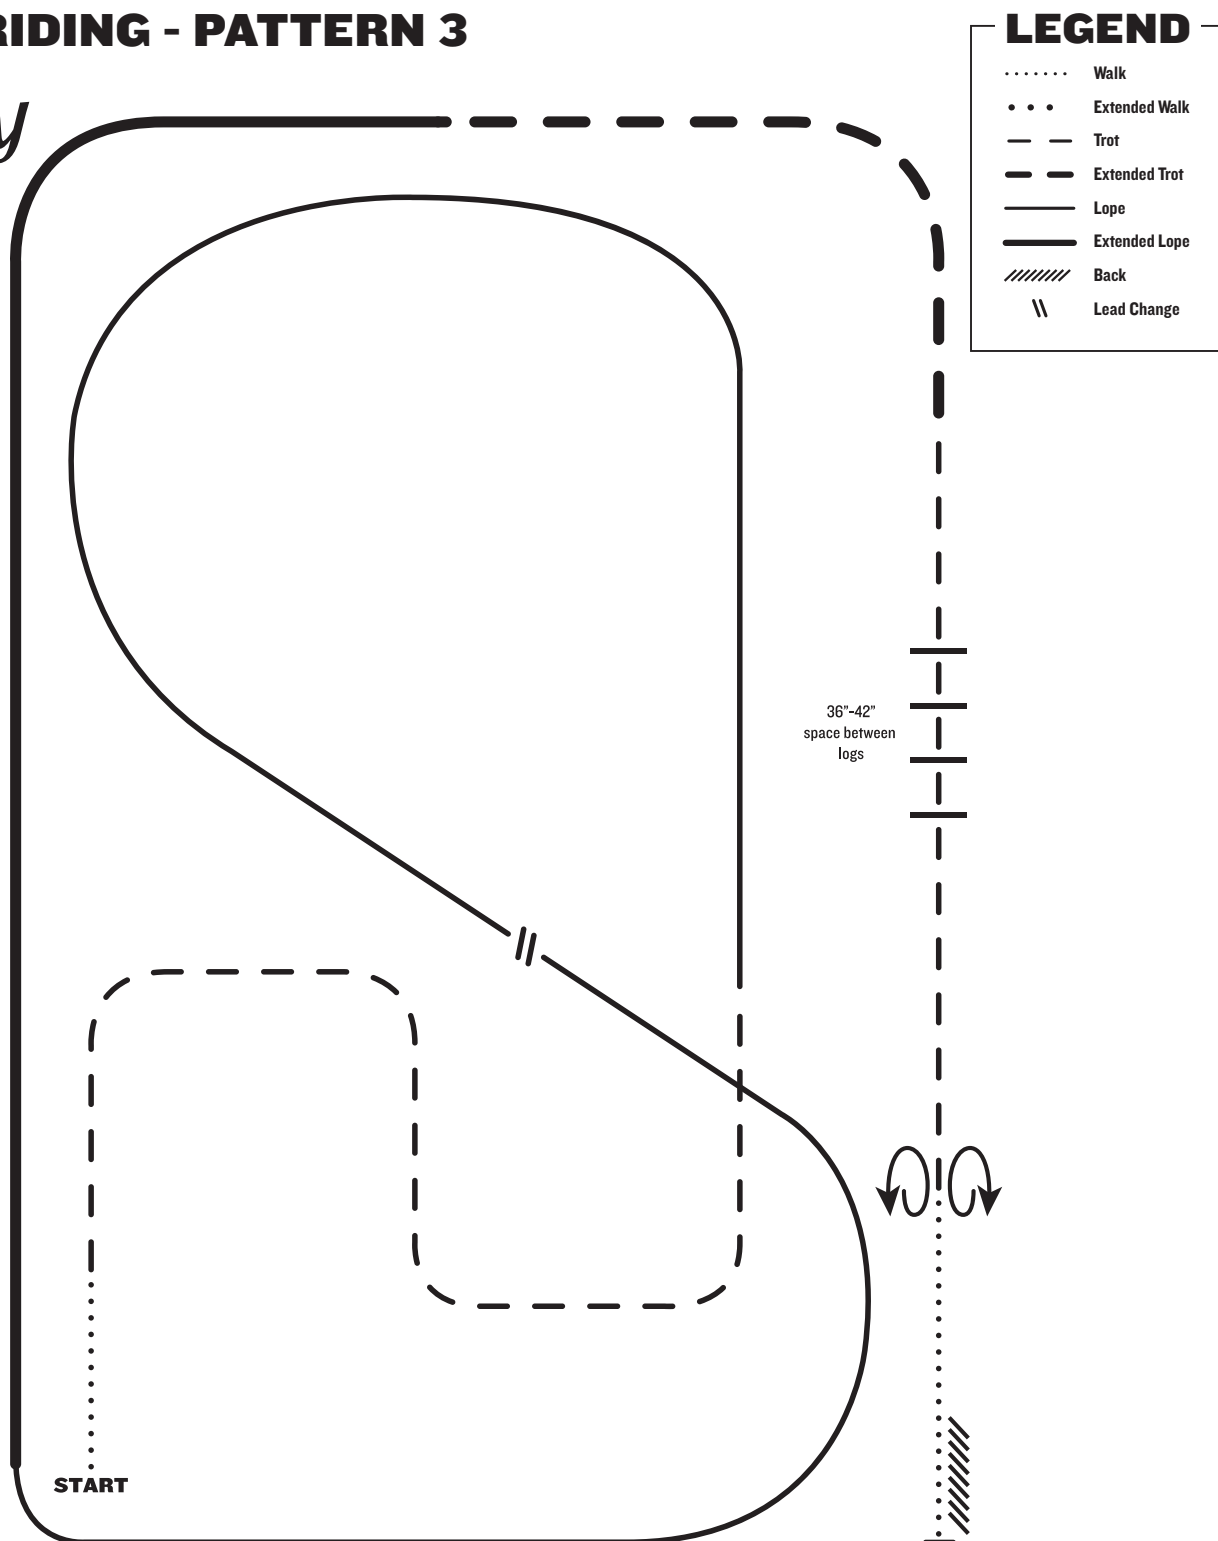 RIDING - PATTERN 3
LEGEND
Walk
Extended Walk
Trot
Extended Trot
Lope
Extended Lope
Back
Lead Change
y
36”-42”
space between
logs
START